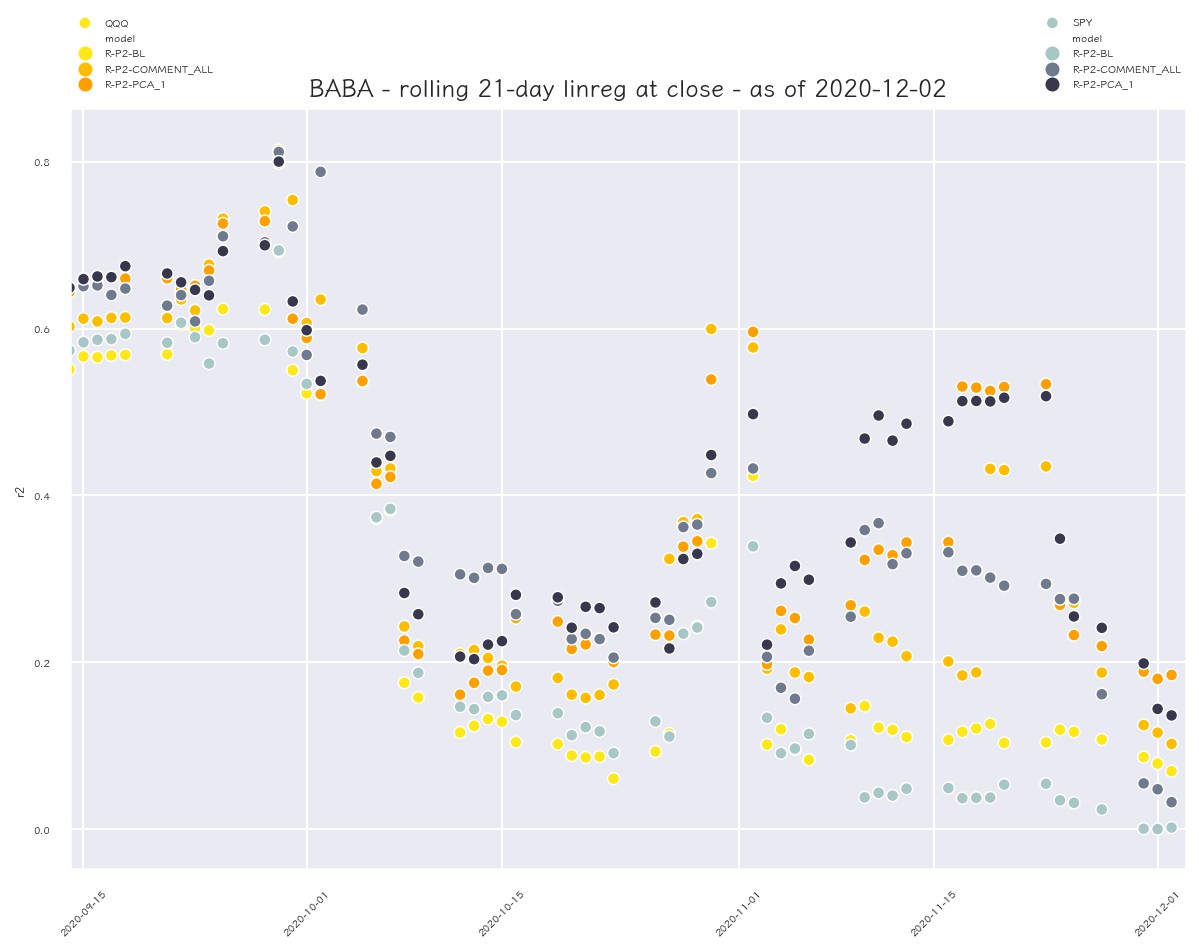 QQQ
model
R-P2-BL
R-P2-COMMENT_ALL
R-P2-PCA_1
SPY
model
R-P2-BL
R-P2-COMMENT_ALL
R-P2-PCA_1
BABA - rolling 21-day linreg at close - as of 2020-12-02
r2
0.8
0.6
0.4
0.2
0.0
2020-09-15
2020-10-01
2020-10-15
2020-11-01
2020-11-15
2020-12-01